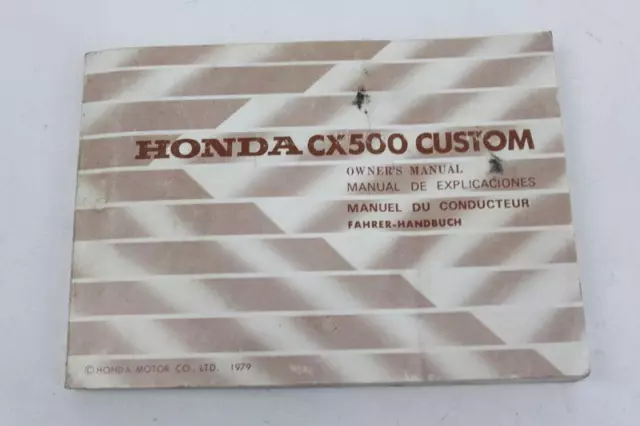 HONDA CX500 CUSTOM
OWNER'S MANUAL
MANUAL DE EXPLICACIONES
MANUEL DU CONDUCTEUR
FAHRER-HANDBUCH
© HONDA MOTOR CO., LTD. 1979